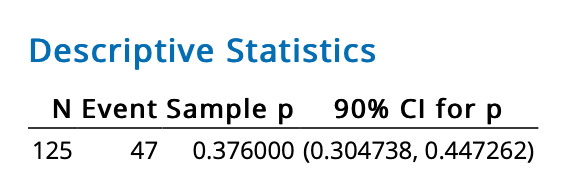 Descriptive Statistics
N Event Sample p 90% CI for p
125 47 0.376000 (0.304738, 0.447262)